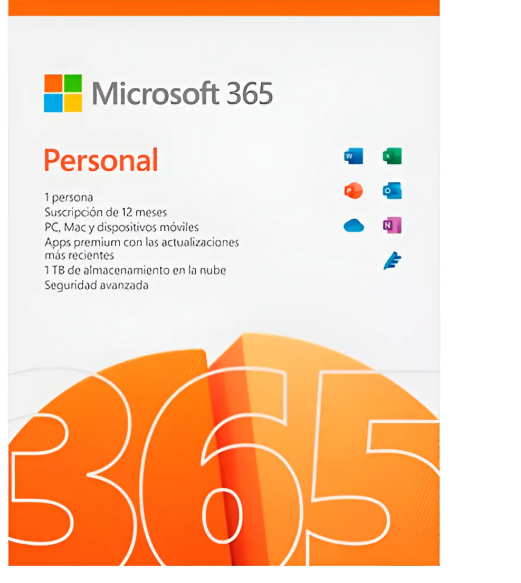 Microsoft 365
Personal
1 persona
Suscripción de 12 meses
PC, Mac y dispositivos móviles
Apps premium con las actualizaciones
más recientes
1 TB de almacenamiento en la nube
Seguridad avanzada
W
X
P
O
N
365